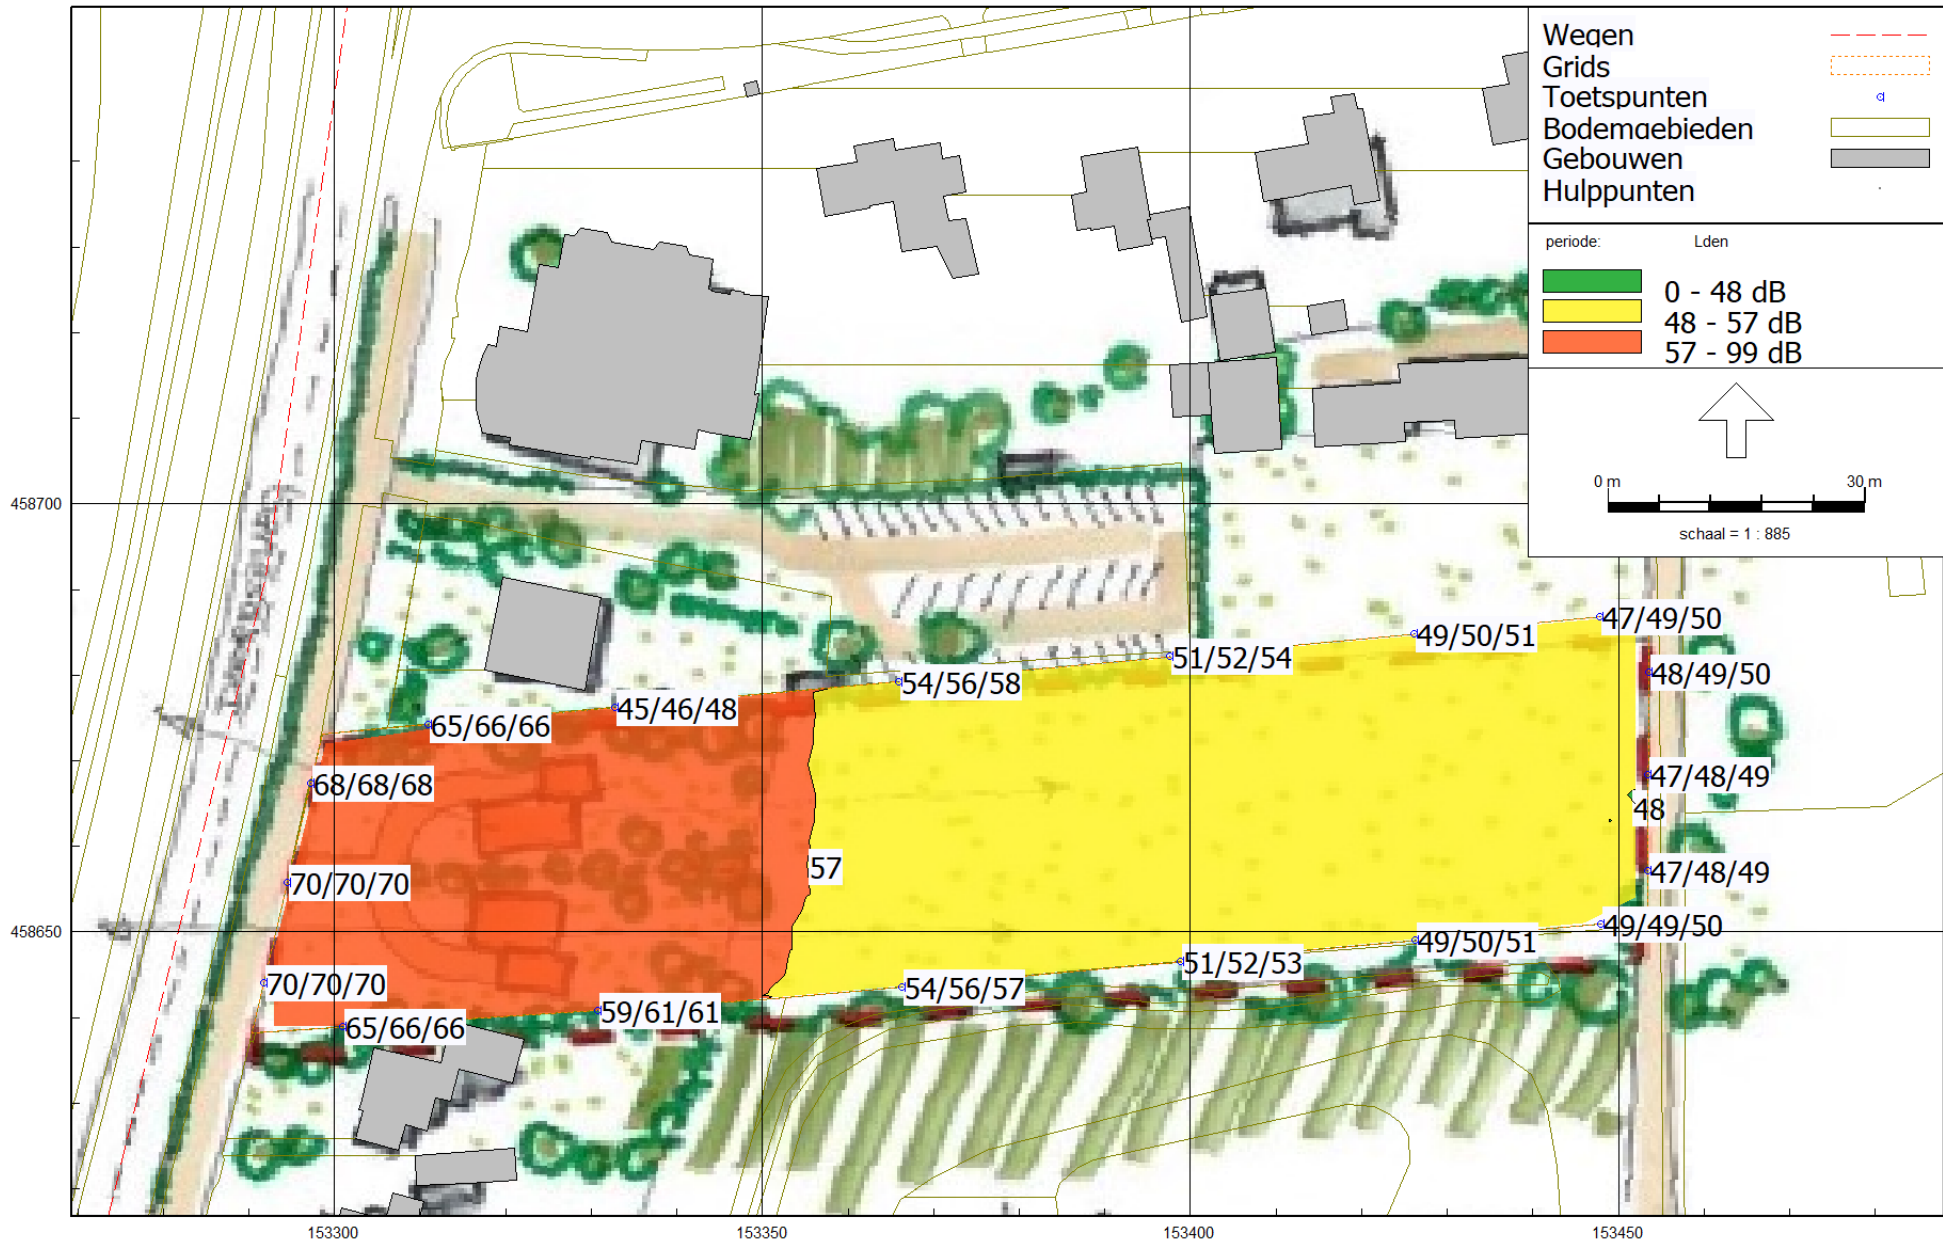 Wegen
Grids
Toetspunten
Bodemgebieden
Gebouwen
Hulppunten
periode: Lden
0 - 48 dB
48 - 57 dB
57 - 99 dB
0 m 30 m
schaal = 1 : 885
458700
458650
47/49/50
49/50/51
51/52/54
54/56/58
45/46/48
65/66/66
48/49/50
68/68/68
47/48/49
48
57
47/48/49
70/70/70
49/49/50
49/50/51
51/52/53
54/56/57
70/70/70
59/61/61
65/66/66
153300 153350 153400 153450